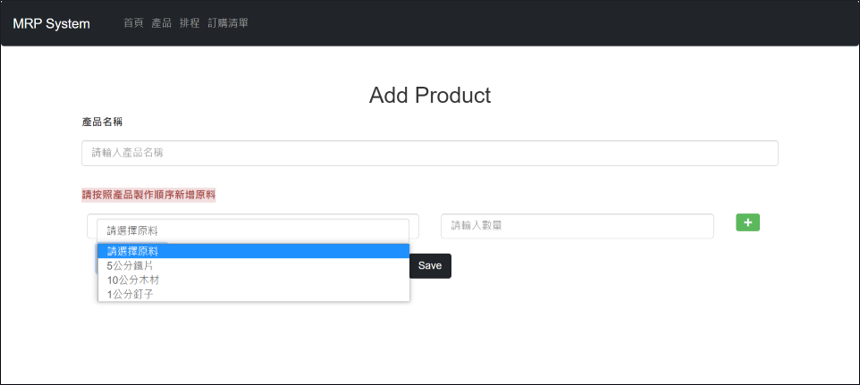 MRP System 首頁 產品 排程 訂購清單
Add Product
產品名稱
請輸入產品名稱
請按照產品製作順序新增原料
請選擇原料 請輸入數量 +
請選擇原料
5公分鐵片
10公分木材
1公分釘子
Save